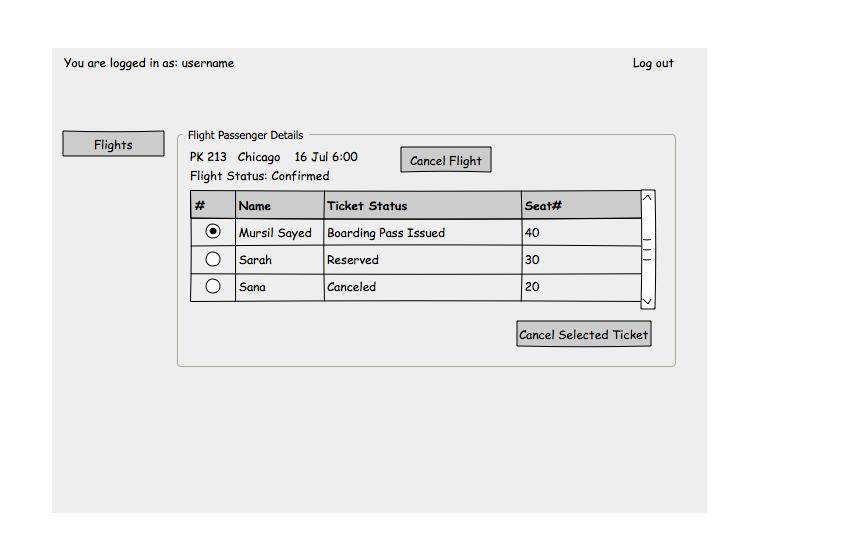 You are logged in as: username Log out
Flights
Flight Passenger Details
PK 213 Chicago 16 Jul 6:00 Cancel Flight
Flight Status: Confirmed
# Name Ticket Status Seat#
Mursil Sayed Boarding Pass Issued 40
Sarah Reserved 30
Sana Canceled 20
Cancel Selected Ticket